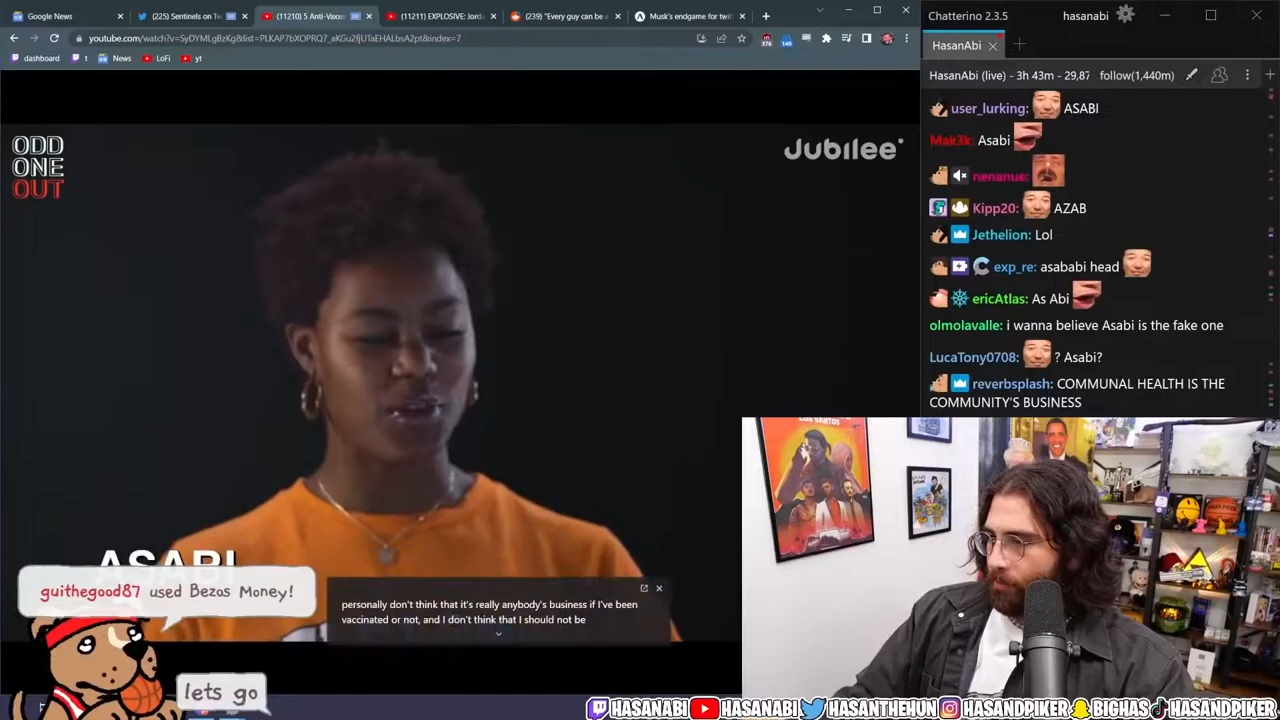 Google News
(225) Sentinels on Tw
(11210) 5 Anti-Vaxxe
(11211) EXPLOSIVE: Jorda
(239) "Every guy can be a
Musk's endgame for twitt
youtube.com/watch?v=SyDYMLgBzKg&list=PLKAP7bXOPRQ7_aKGu2fjUTaEHALbsA2pt&index=7
dashboard
t
News
LoFi
yt
ODD
ONE
OUT
Jubilee
ASABI
guithegood87 used Bezos Money!
lets go
personally don't think that it's really anybody's business if I've been
vaccinated or not, and I don't think that I should not be
Chatterino 2.3.5
hasanabi
HasanAbi
HasanAbi (live) - 3h 43m - 29,87
follow(1,440m)
user_lurking: ASABI
Mak3k: Asabi
nenanue:
Kipp20: AZAB
Jethelion: Lol
exp_re: asababi head
ericAtlas: As Abi
olmolavalle: i wanna believe Asabi is the fake one
LucaTony0708: ? Asabi?
reverbsplash: COMMUNAL HEALTH IS THE
COMMUNITY'S BUSINESS
LOS SANTOS
HASANABI
HASANABI
HASANTHEHUN
HASANDPIKER
BIGHAS
HASANDPIKER